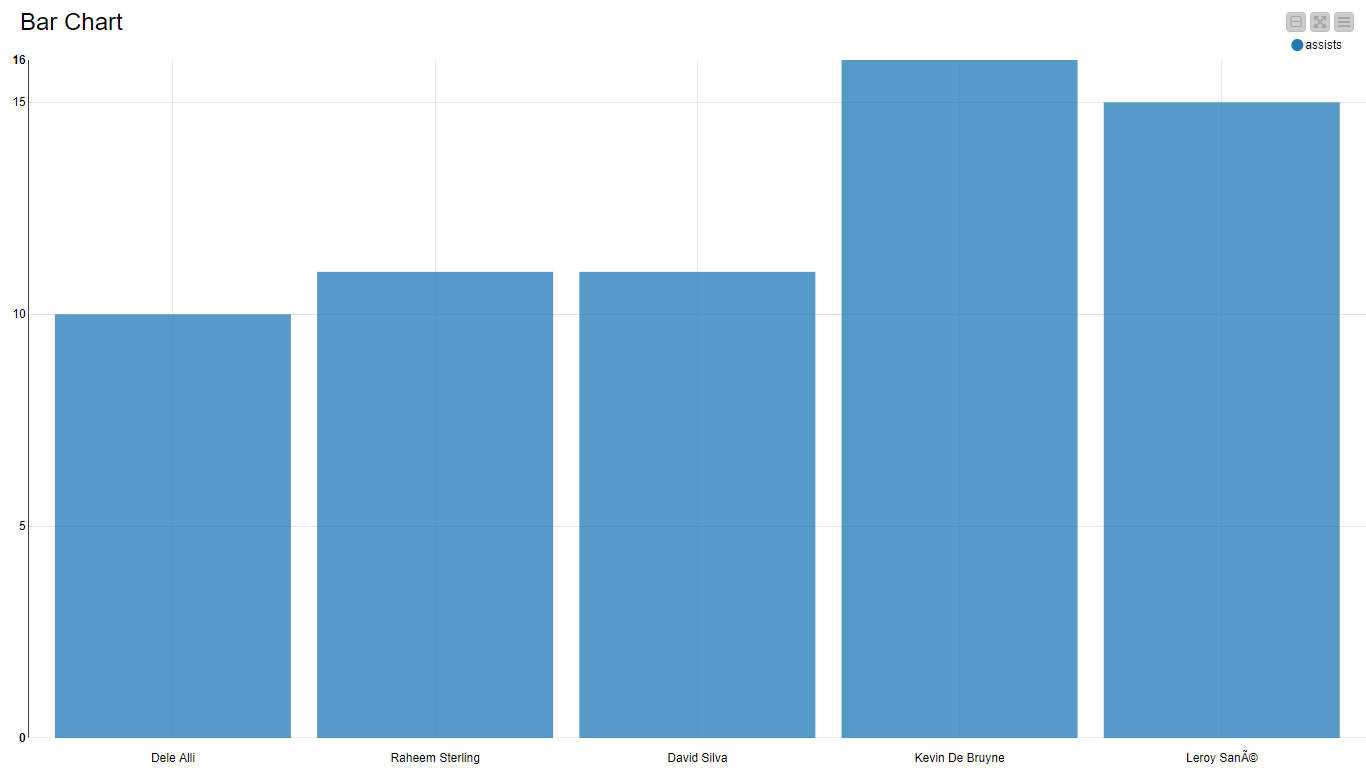 Bar Chart
assists
16
15
10
5
0
Dele Alli
Raheem Sterling
David Silva
Kevin De Bruyne
Leroy SanÃ©